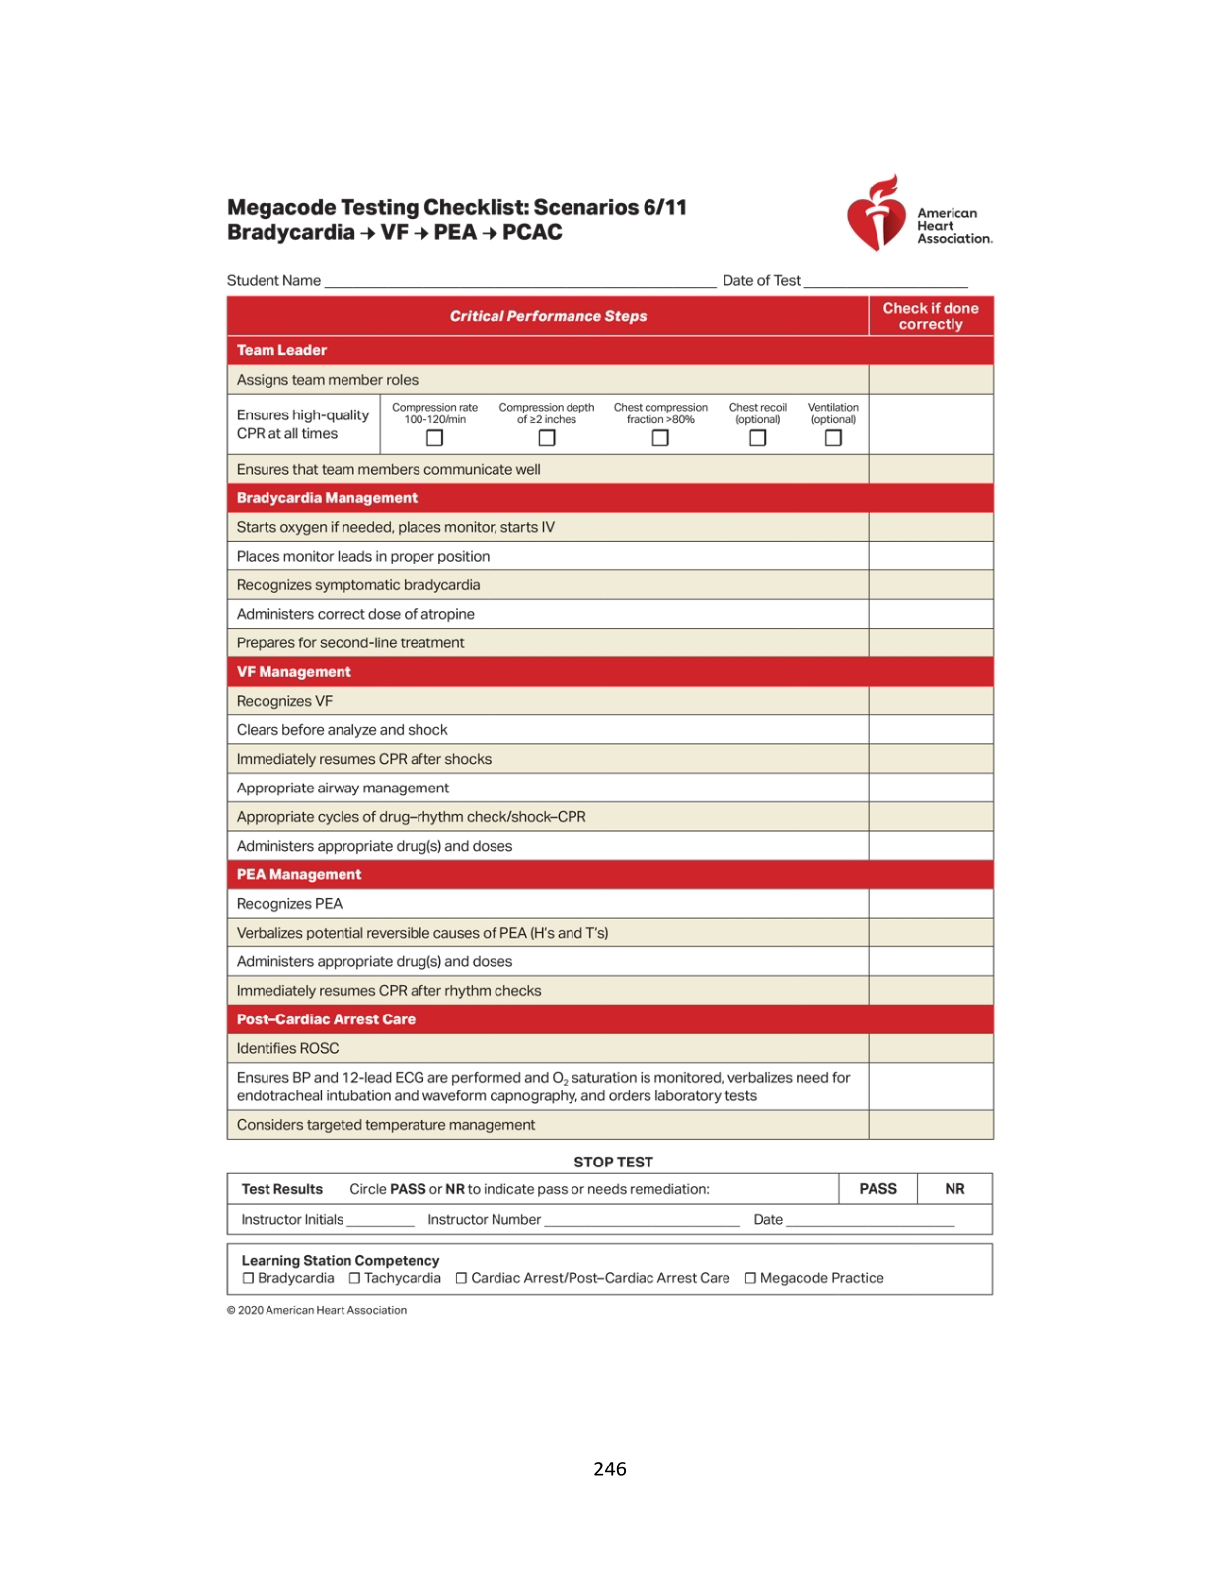 Megacode Testing Checklist: Scenarios 6/11
Bradycardia → VF → PEA → PCAC
American
Heart
Association.
Student Name ____ Date of Test ____
Critical Performance Steps
Check if done
correctly
Team Leader
Assigns team member roles
Ensures high-quality
CPR at all times
Compression rate
100-120/min
☐
Compression depth
of ≥2 inches
☐
Chest compression
fraction >80%
☐
Chest recoil
(optional)
☐
Ventilation
(optional)
☐
Ensures that team members communicate well
Bradycardia Management
Starts oxygen if needed, places monitor, starts IV
Places monitor leads in proper position
Recognizes symptomatic bradycardia
Administers correct dose of atropine
Prepares for second-line treatment
VF Management
Recognizes VF
Clears before analyze and shock
Immediately resumes CPR after shocks
Appropriate airway management
Appropriate cycles of drug–rhythm check/shock–CPR
Administers appropriate drug(s) and doses
PEA Management
Recognizes PEA
Verbalizes potential reversible causes of PEA (H's and T's)
Administers appropriate drug(s) and doses
Immediately resumes CPR after rhythm checks
Post–Cardiac Arrest Care
Identifies ROSC
Ensures BP and 12-lead ECG are performed and O₂ saturation is monitored, verbalizes need for
endotracheal intubation and waveform capnography, and orders laboratory tests
Considers targeted temperature management
STOP TEST
Test Results Circle PASS or NR to indicate pass or needs remediation: PASS NR
Instructor Initials ____ Instructor Number ____ Date ____
Learning Station Competency
☐ Bradycardia ☐ Tachycardia ☐ Cardiac Arrest/Post–Cardiac Arrest Care ☐ Megacode Practice
© 2020 American Heart Association
246